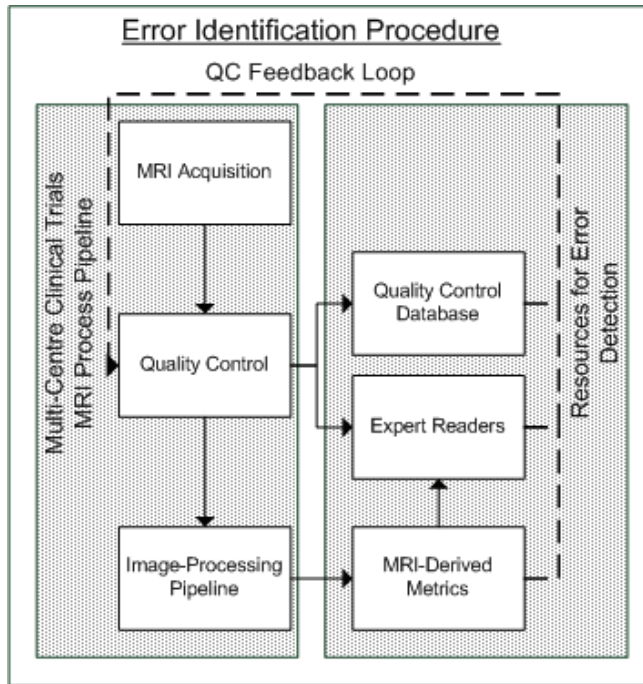 Error Identification Procedure
QC Feedback Loop
Multi-Centre Clinical Trials
MRI Process Pipeline
MRI Acquisition
Quality Control
Image-Processing
Pipeline
Quality Control
Database
Expert Readers
MRI-Derived
Metrics
Resources for Error
Detection